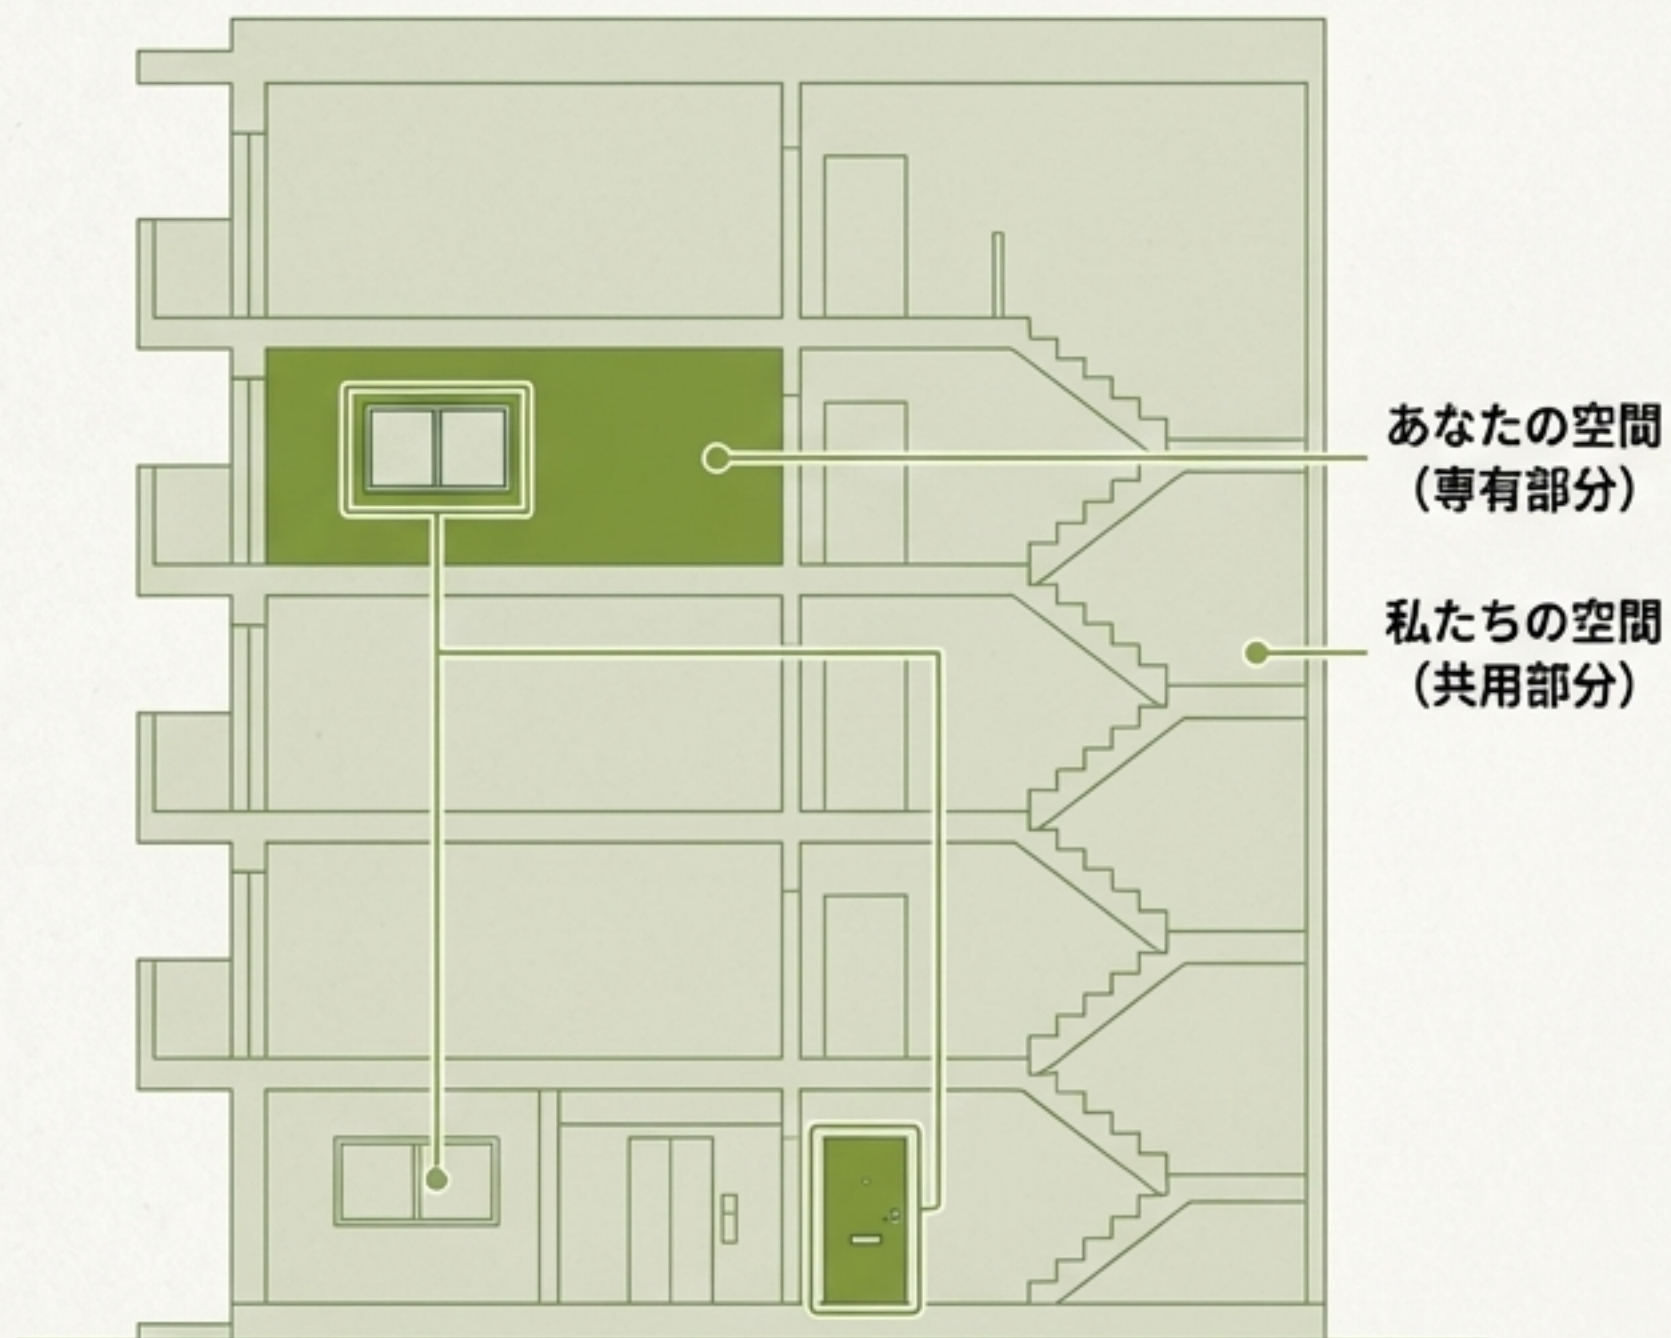 あなたの空間
（専有部分）
私たちの空間
（共用部分）